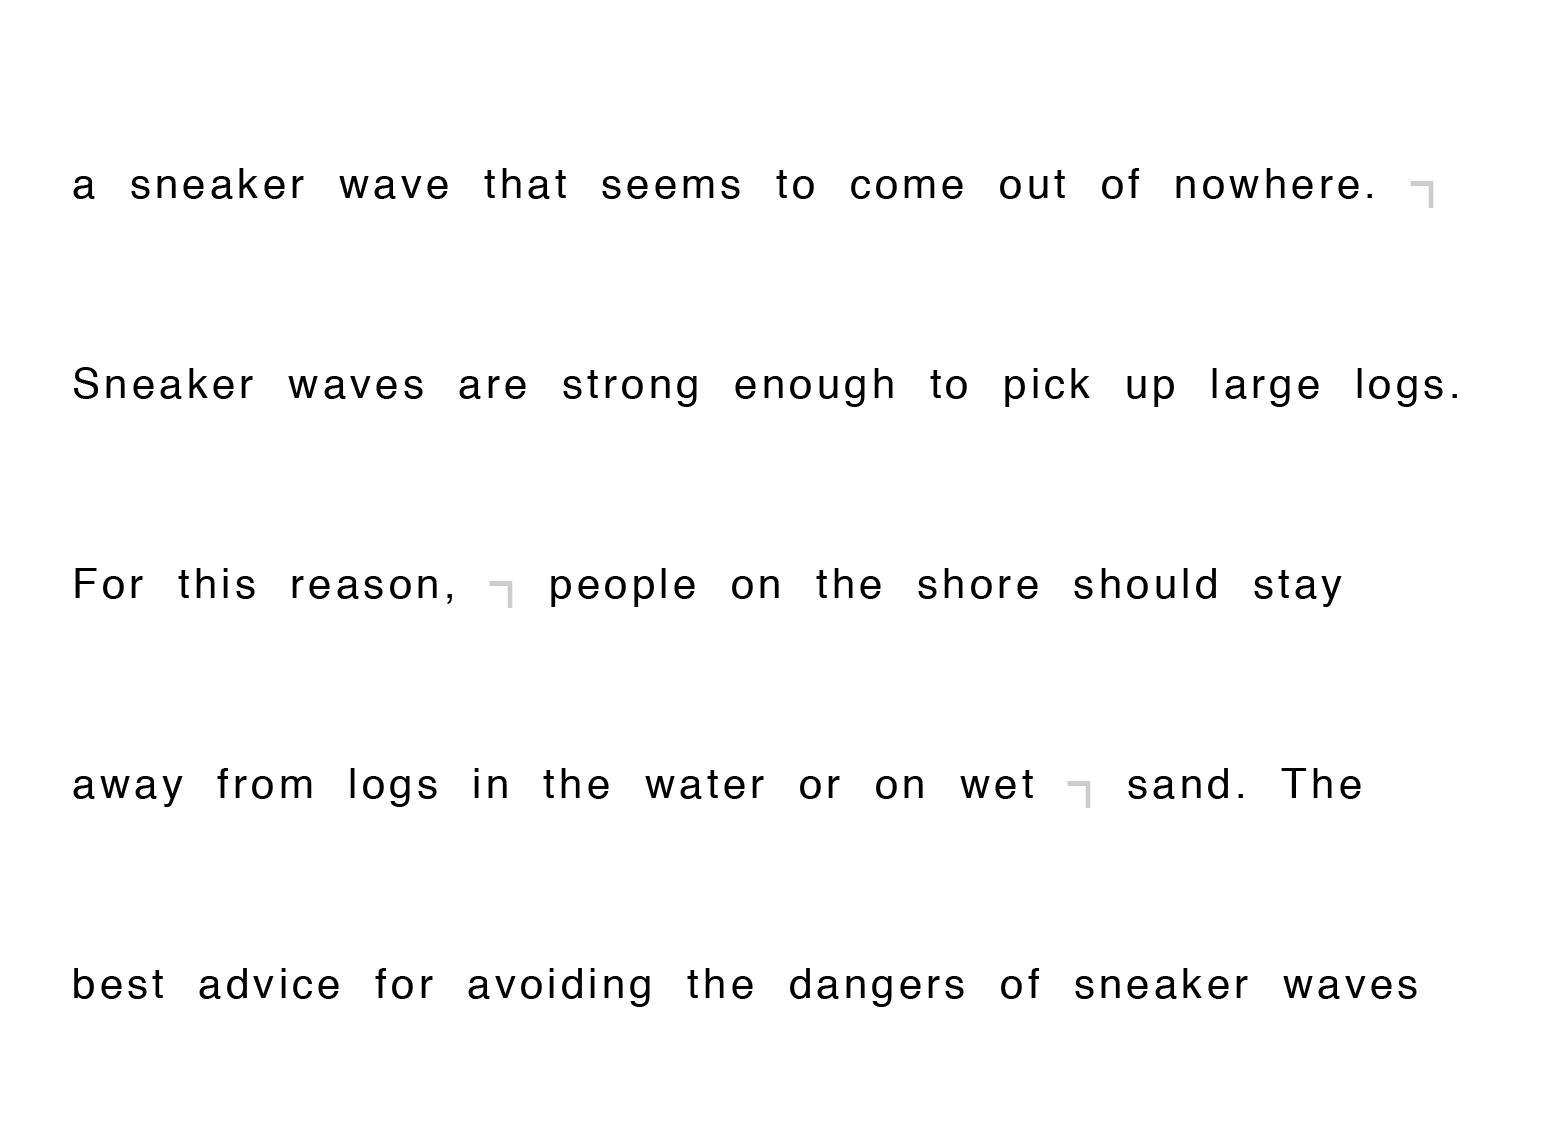 a sneaker wave that seems to come out of nowhere. ¬
Sneaker waves are strong enough to pick up large logs.
For this reason, ¬ people on the shore should stay
away from logs in the water or on wet ¬ sand. The
best advice for avoiding the dangers of sneaker waves